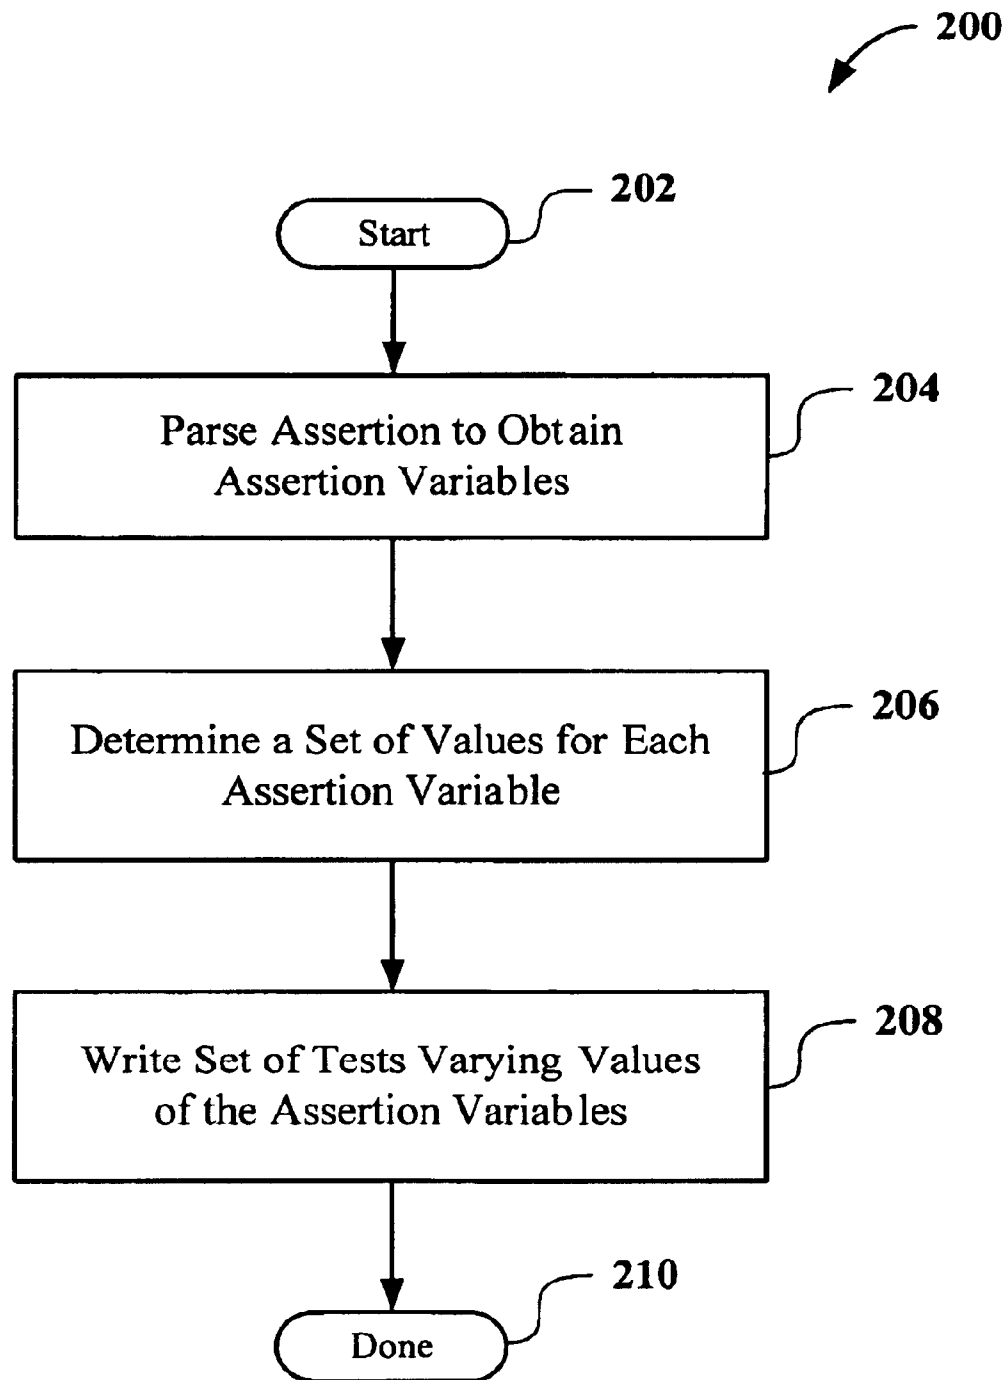 200
202
Start
204
Parse Assertion to Obtain
Assertion Variables
206
Determine a Set of Values for Each
Assertion Variable
208
Write Set of Tests Varying Values
of the Assertion Variables
210
Done